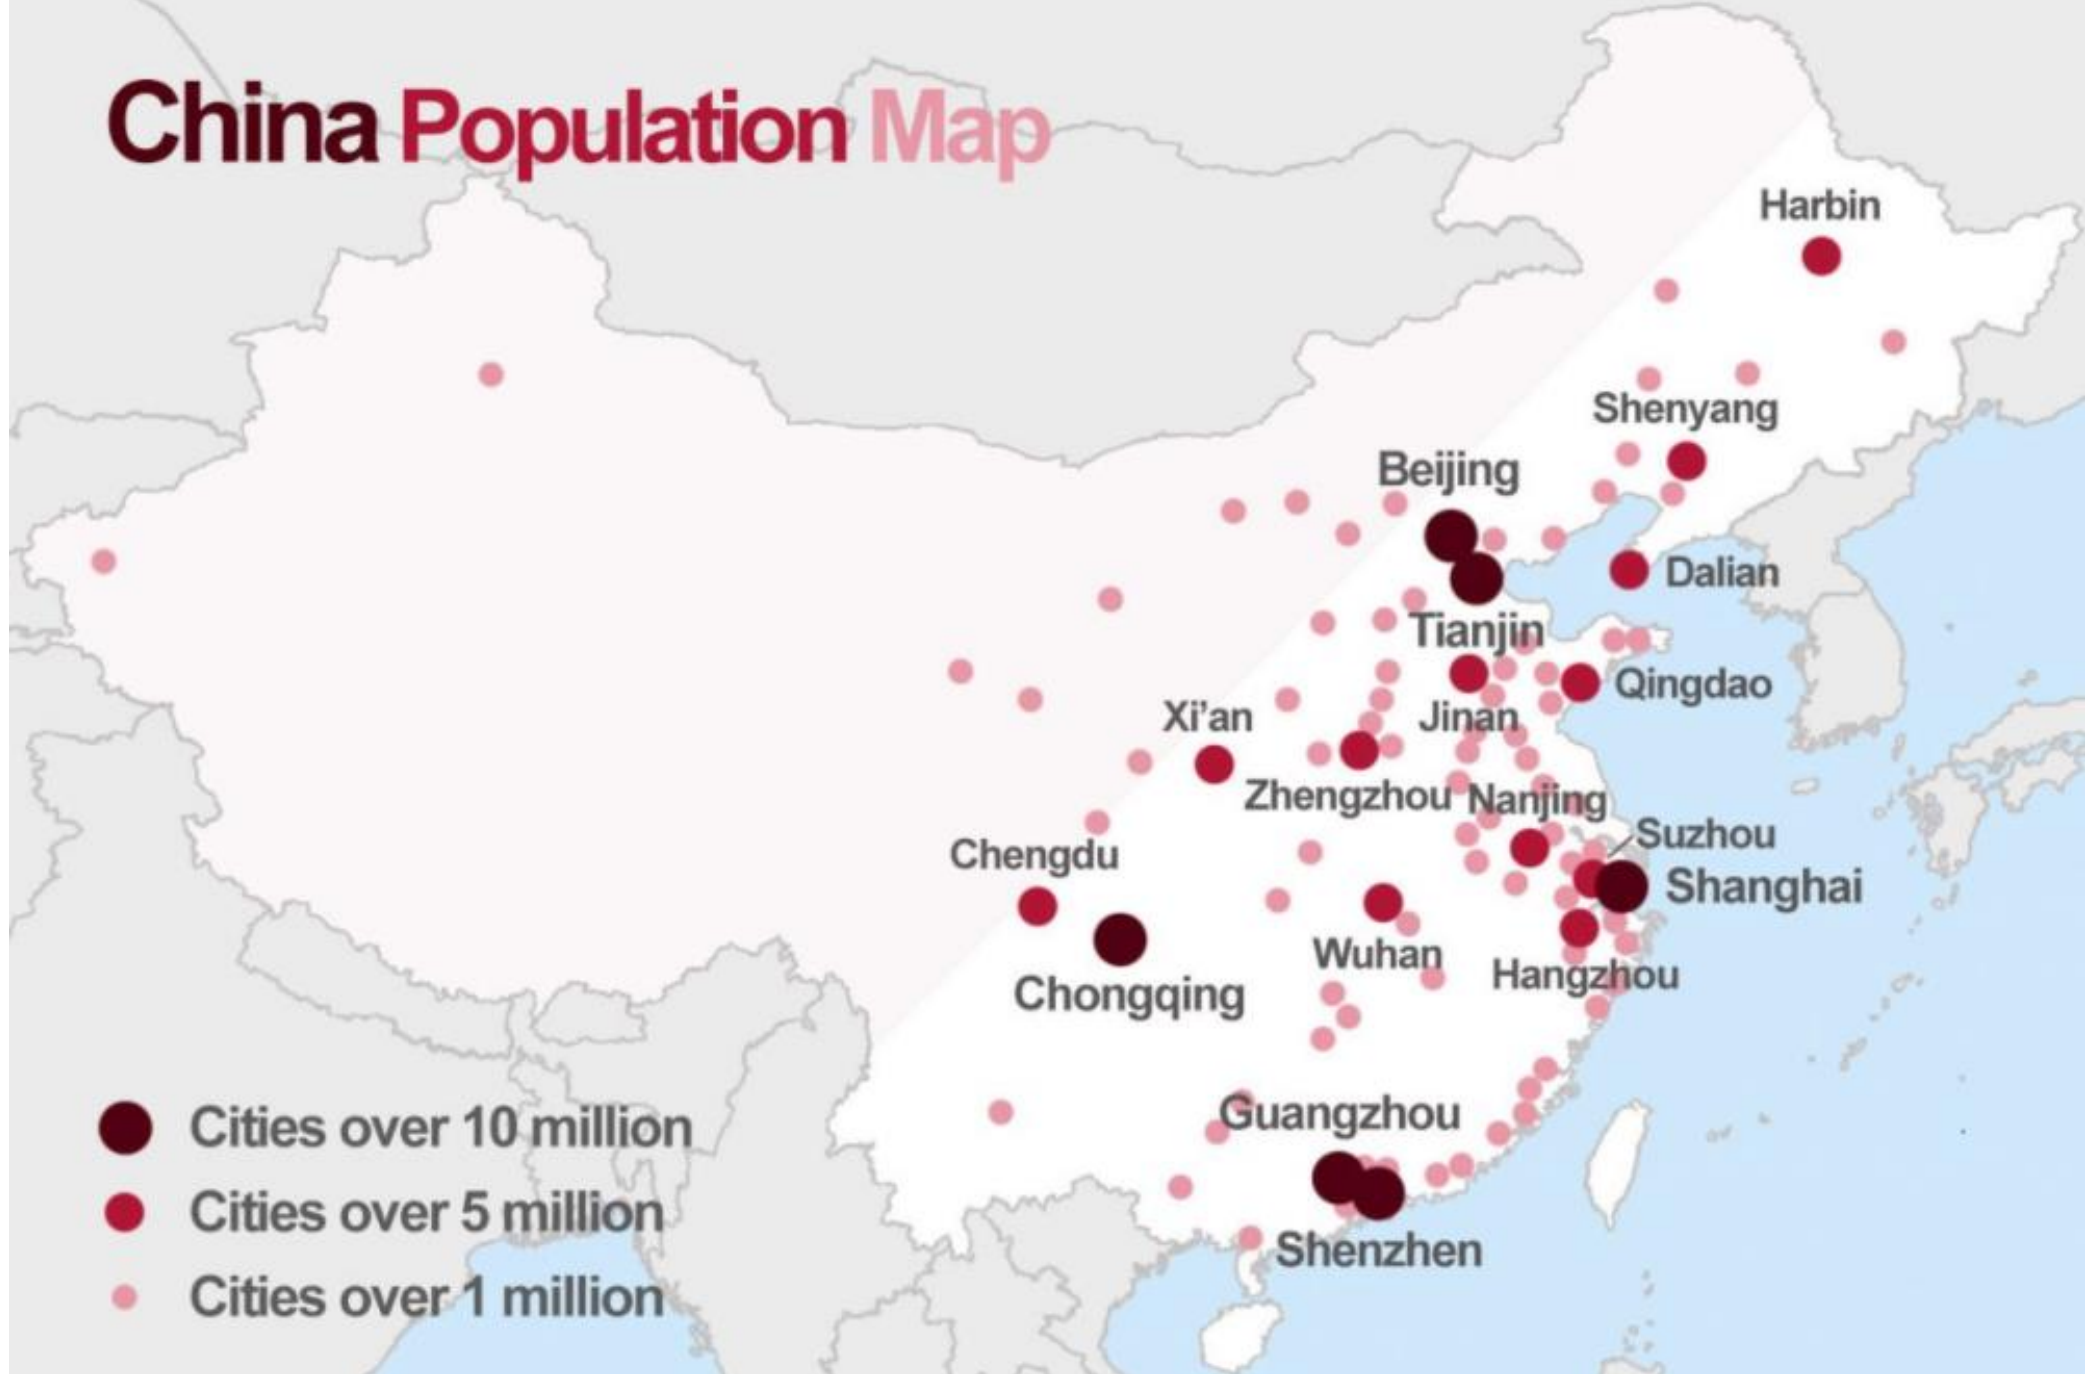 China Population Map
Harbin
Shenyang
Beijing
Dalian
Tianjin
Qingdao
Xi’an
Jinan
Zhengzhou
Nanjing
Suzhou
Chengdu
Shanghai
Wuhan
Hangzhou
Chongqing
Guangzhou
Shenzhen
Cities over 10 million
Cities over 5 million
Cities over 1 million